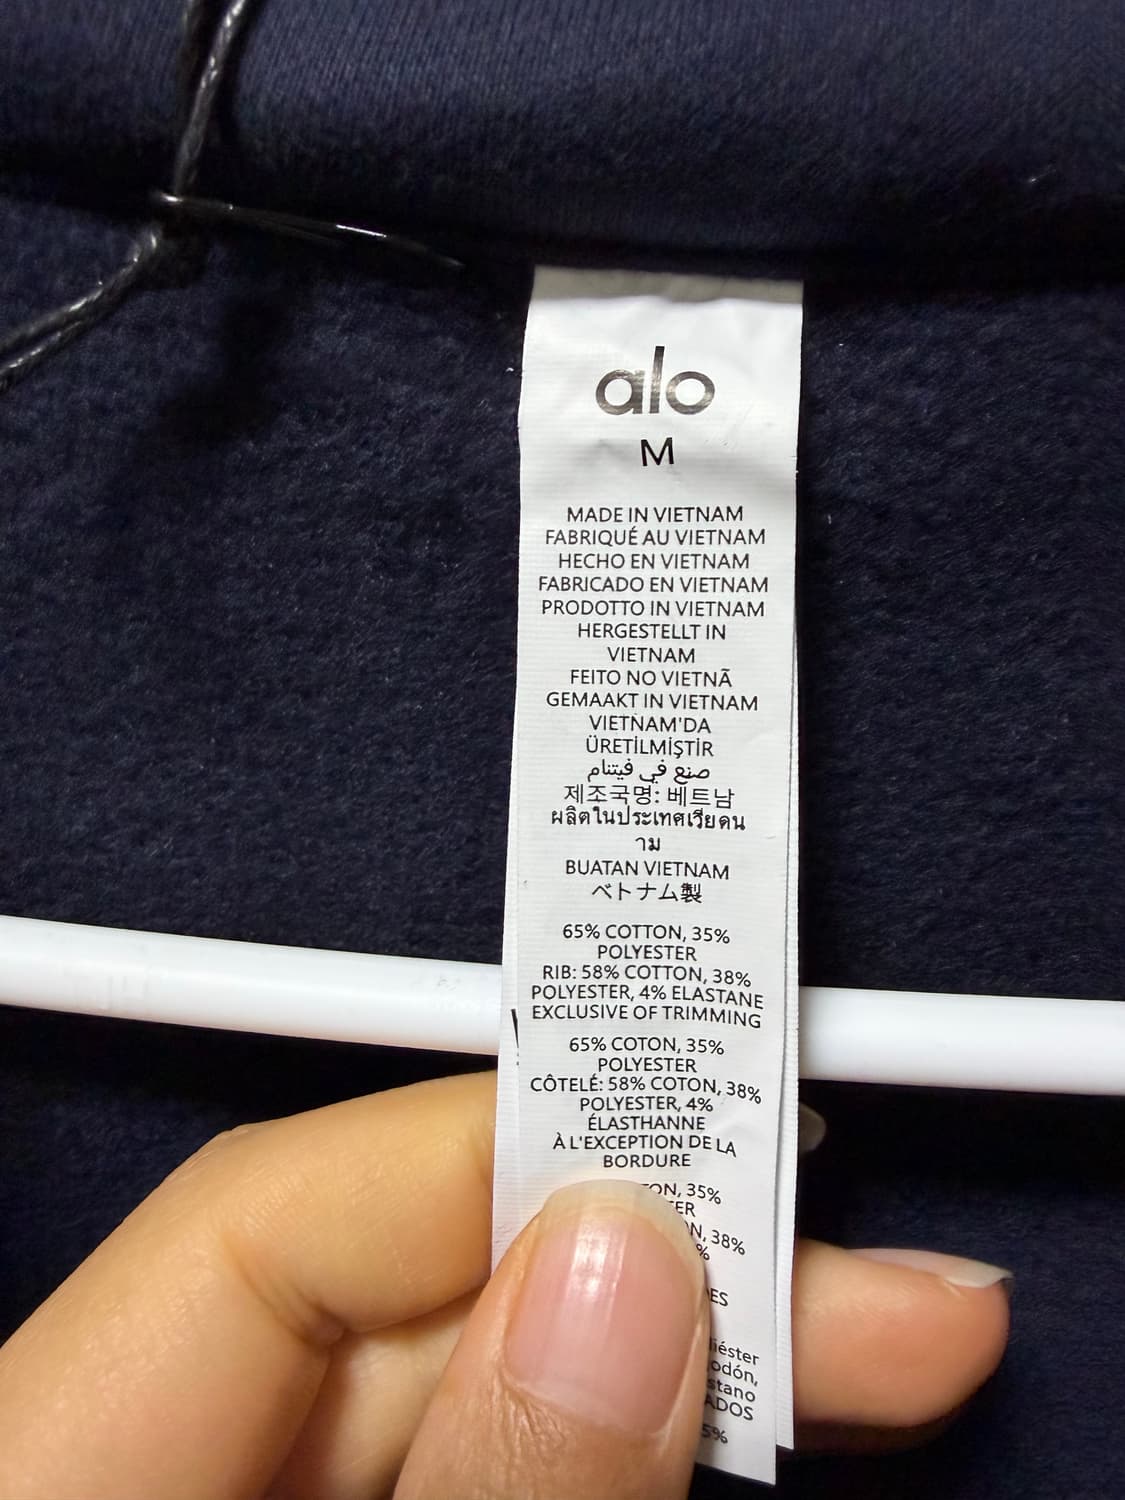 alo
M
MADE IN VIETNAM
FABRIQUÉ AU VIETNAM
HECHO EN VIETNAM
FABRICADO EN VIETNAM
PRODOTTO IN VIETNAM
HERGESTELLT IN
VIETNAM
FEITO NO VIETNÃ
GEMAAKT IN VIETNAM
VIETNAM'DA
ÜRETİLMİŞTİR
صنع في فيتنام
제조국명: 베트남
ผลิตในประเทศเวียดน
าม
BUATAN VIETNAM
ベトナム製
65% COTTON, 35%
POLYESTER
RIB: 58% COTTON, 38%
POLYESTER, 4% ELASTANE
EXCLUSIVE OF TRIMMING
65% COTON, 35%
POLYESTER
CÔTELÉ: 58% COTON, 38%
POLYESTER, 4%
ÉLASTHANNE
À L'EXCEPTION DE LA
BORDURE
35%
38%